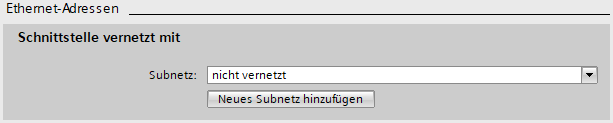 Ethernet-Adressen
Schnittstelle vernetzt mit
Subnetz: nicht vernetzt
Neues Subnetz hinzufügen